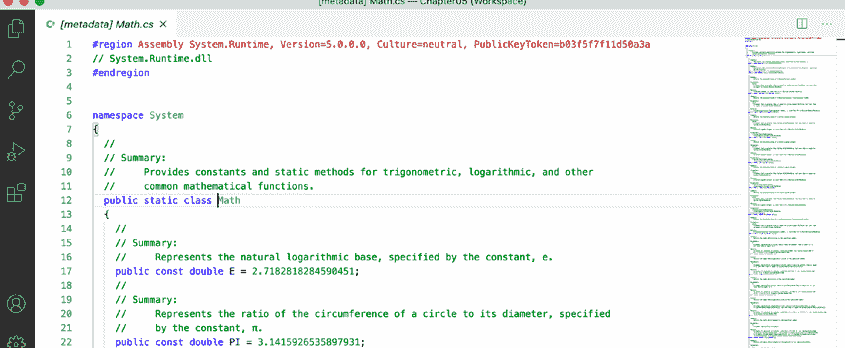 [metadata] Math.cs — Chapter05 (Workspace)
[metadata] Math.cs ×
1 #region Assembly System.Runtime, Version=5.0.0.0, Culture=neutral, PublicKeyToken=b03f5f7f11d50a3a
2 // System.Runtime.dll
3 #endregion
4
5
6 namespace System
7 {
8 //
9 // Summary:
10 // Provides constants and static methods for trigonometric, logarithmic, and other
11 // common mathematical functions.
12 public static class Math
13 {
14 //
15 // Summary:
16 // Represents the natural logarithmic base, specified by the constant, e.
17 public const double E = 2.7182818284590451;
18 //
19 // Summary:
20 // Represents the ratio of the circumference of a circle to its diameter, specified
21 // by the constant, π.
22 public const double PI = 3.1415926535897931;